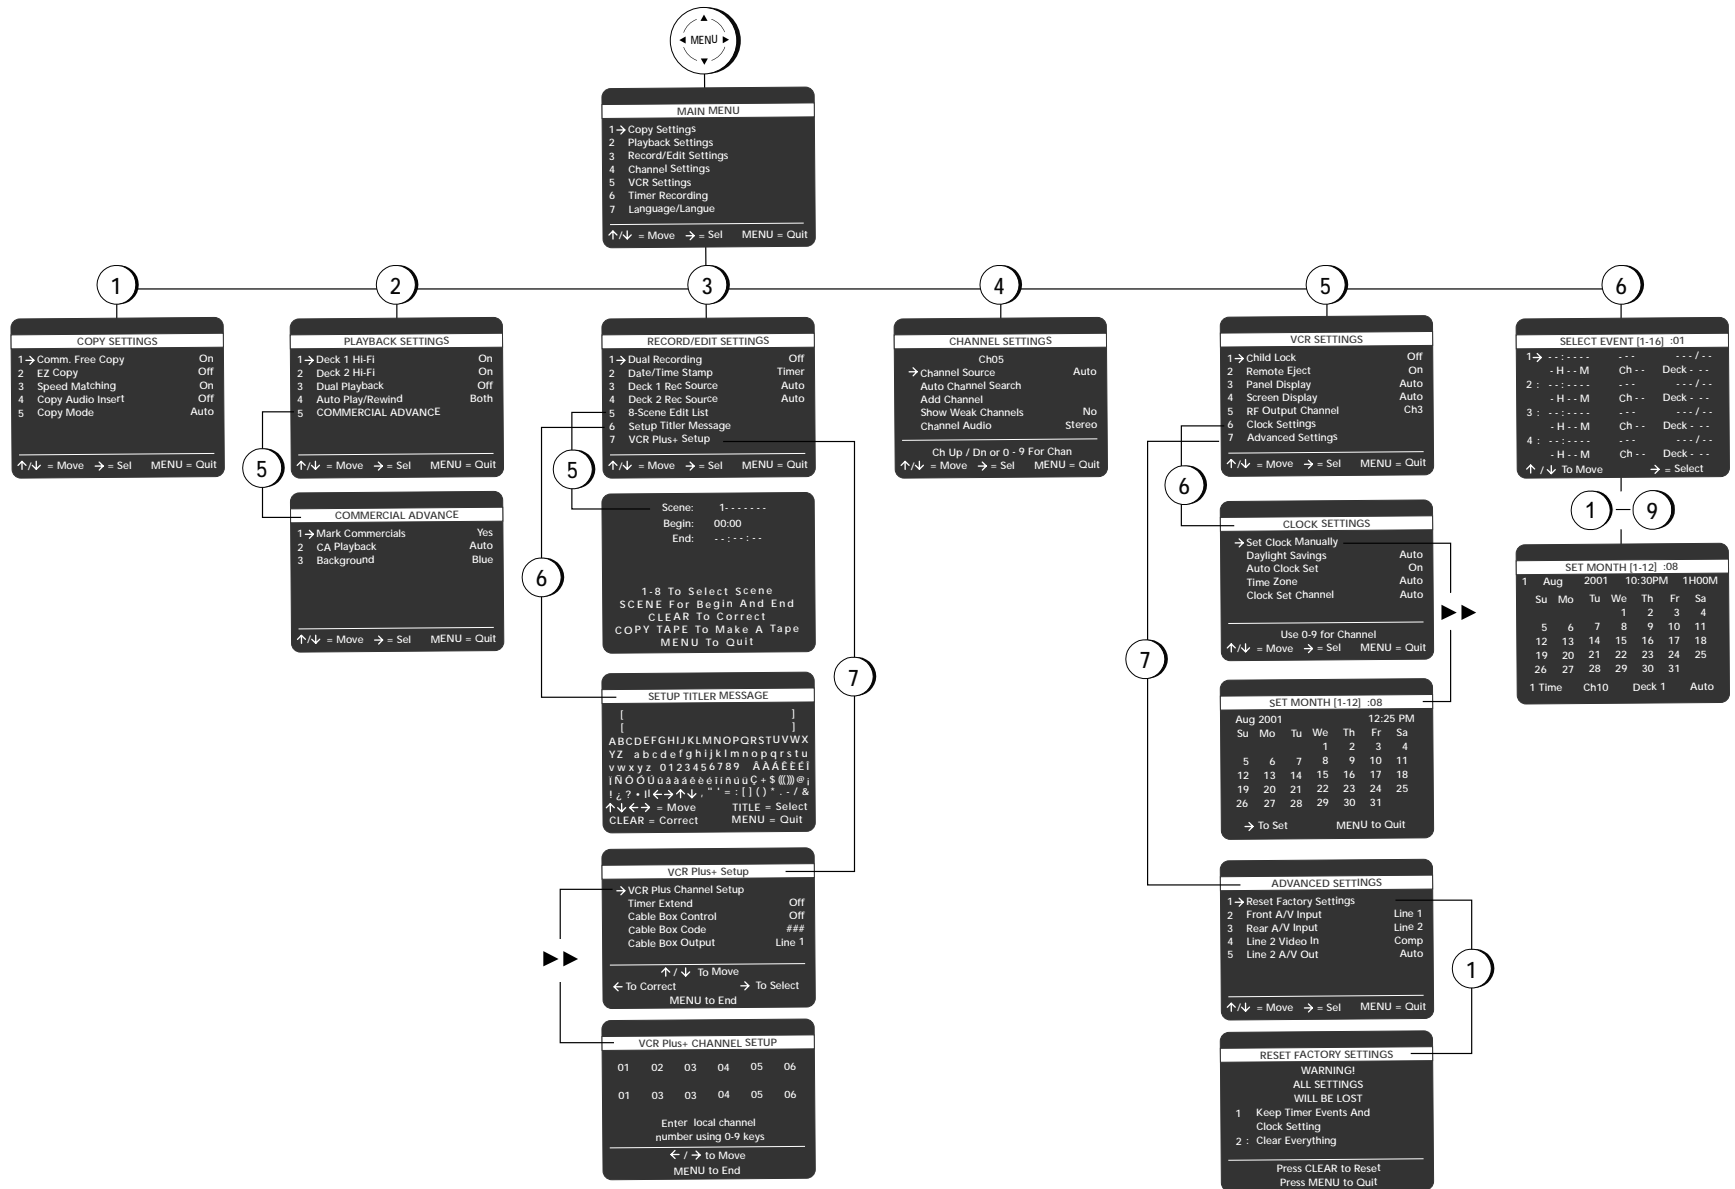 MENU
MAIN MENU
1→Copy Settings
2 Playback Settings
3 Record/Edit Settings
4 Channel Settings
5 VCR Settings
6 Timer Recording
7 Language/Langue
↑/↓ = Move → = Sel MENU = Quit
1 2 3 4 5 6
COPY SETTINGS
1→Comm. Free Copy On
2 EZ Copy Off
3 Speed Matching On
4 Copy Audio Insert Off
5 Copy Mode Auto
↑/↓ = Move → = Sel MENU = Quit
PLAYBACK SETTINGS
1→Deck 1 Hi-Fi On
2 Deck 2 Hi-Fi On
3 Dual Playback Off
4 Auto Play/Rewind Both
5 COMMERCIAL ADVANCE
↑/↓ = Move → = Sel MENU = Quit
5
COMMERCIAL ADVANCE
1→Mark Commercials Yes
2 CA Playback Auto
3 Background Blue
↑/↓ = Move → = Sel MENU = Quit
RECORD/EDIT SETTINGS
1→Dual Recording Off
2 Date/Time Stamp Timer
3 Deck 1 Rec Source Auto
4 Deck 2 Rec Source Auto
5 8-Scene Edit List
6 Setup Titler Message
7 VCR Plus+ Setup
↑/↓ = Move → = Sel MENU = Quit
5
Scene: 1-------
Begin: 00:00
End: --:--:--
1-8 To Select Scene
SCENE For Begin And End
CLEAR To Correct
COPY TAPE To Make A Tape
MENU To Quit
6
7
SETUP TITLER MESSAGE
[ ]
[ ]
ABCDEFGHIJKLMNOPQRSTUVWX
YZ abcdefghijklmnopqrstu
vwxyz 0123456789 ÂÀÁÊÈÉÎ
ÏÑÔÓÚûâàáêèéîíñúüÇ+$(((())))@¡
!¿?•||←→↑↓,"'=:[]()*.-/&
↑↓←→ = Move TITLE = Select
CLEAR = Correct MENU = Quit
VCR Plus+ Setup
→VCR Plus Channel Setup
Timer Extend Off
Cable Box Control Off
Cable Box Code ###
Cable Box Output Line 1
↑/↓ To Move
← To Correct → To Select
MENU to End
VCR Plus+ CHANNEL SETUP
01 02 03 04 05 06
01 03 03 04 05 06
Enter local channel
number using 0-9 keys
← / → to Move
MENU to End
CHANNEL SETTINGS
Ch05
→Channel Source Auto
Auto Channel Search
Add Channel
Show Weak Channels No
Channel Audio Stereo
Ch Up / Dn or 0 - 9 For Chan
↑/↓ = Move → = Sel MENU = Quit
VCR SETTINGS
1→Child Lock Off
2 Remote Eject On
3 Panel Display Auto
4 Screen Display Auto
5 RF Output Channel Ch3
6 Clock Settings
7 Advanced Settings
↑/↓ = Move → = Sel MENU = Quit
6
CLOCK SETTINGS
→Set Clock Manually
Daylight Savings Auto
Auto Clock Set On
Time Zone Auto
Clock Set Channel Auto
Use 0-9 for Channel
↑/↓ = Move → = Sel MENU = Quit
7
SET MONTH [1-12] :08
Aug 2001 12:25 PM
Su Mo Tu We Th Fr Sa
1 2 3 4
5 6 7 8 9 10 11
12 13 14 15 16 17 18
19 20 21 22 23 24 25
26 27 28 29 30 31
→ To Set MENU to Quit
ADVANCED SETTINGS
1→Reset Factory Settings
2 Front A/V Input Line 1
3 Rear A/V Input Line 2
4 Line 2 Video In Comp
5 Line 2 A/V Out Auto
↑/↓ = Move → = Sel MENU = Quit
1
RESET FACTORY SETTINGS
WARNING!
ALL SETTINGS
WILL BE LOST
1 Keep Timer Events And
Clock Setting
2 : Clear Everything
Press CLEAR to Reset
Press MENU to Quit
SELECT EVENT [1-16] :01
1→ --:---- --- ---/--
-H--M Ch-- Deck---
2 : --:---- --- ---/--
-H--M Ch-- Deck---
3 : --:---- --- ---/--
-H--M Ch-- Deck---
4 : --:---- --- ---/--
-H--M Ch-- Deck---
↑ / ↓ To Move → = Select
1 – 9
SET MONTH [1-12] :08
1 Aug 2001 10:30PM 1H00M
Su Mo Tu We Th Fr Sa
1 2 3 4
5 6 7 8 9 10 11
12 13 14 15 16 17 18
19 20 21 22 23 24 25
26 27 28 29 30 31
1 Time Ch10 Deck 1 Auto